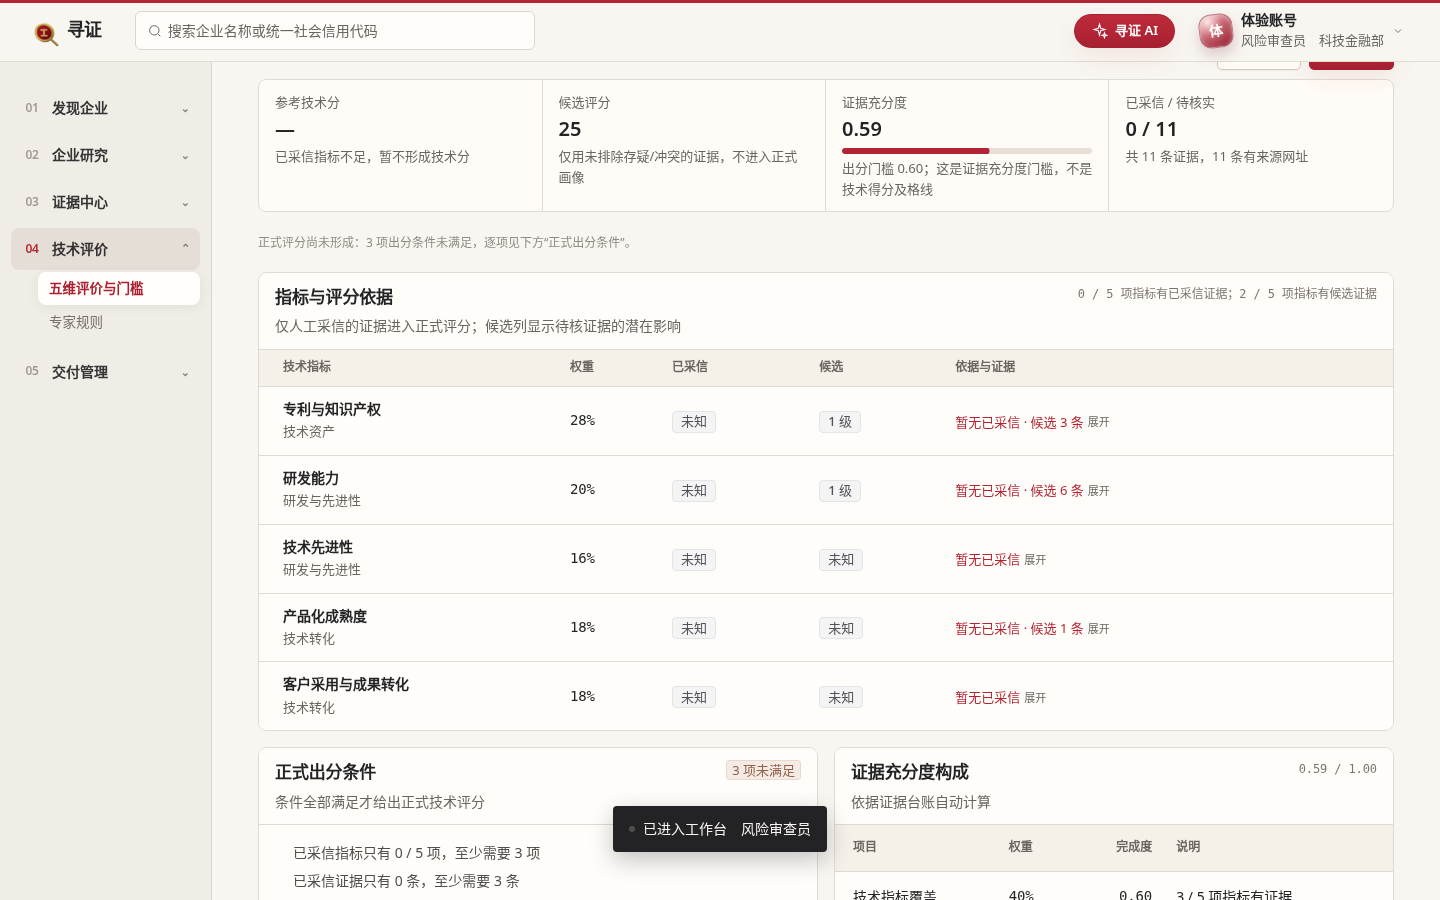 寻证
搜索企业名称或统一社会信用代码
寻证 AI
体
体验账号
风险审查员 科技金融部
01 发现企业
02 企业研究
03 证据中心
04 技术评价
五维评价与门槛
专家规则
05 交付管理
参考技术分
—
已采信指标不足，暂不形成技术分
候选评分
25
仅用未排除存疑/冲突的证据，不进入正式
画像
证据充分度
0.59
出分门槛 0.60；这是证据充分度门槛，不是
技术得分及格线
已采信 / 待核实
0 / 11
共 11 条证据，11 条有来源网址
正式评分尚未形成：3 项出分条件未满足，逐项见下方“正式出分条件”。
指标与评分依据
0 / 5 项指标有已采信证据；2 / 5 项指标有候选证据
仅人工采信的证据进入正式评分；候选列显示待核证据的潜在影响
技术指标 权重 已采信 候选 依据与证据
专利与知识产权
技术资产
28% 未知 1 级 暂无已采信 · 候选 3 条 展开
研发能力
研发与先进性
20% 未知 1 级 暂无已采信 · 候选 6 条 展开
技术先进性
研发与先进性
16% 未知 未知 暂无已采信 展开
产品化成熟度
技术转化
18% 未知 未知 暂无已采信 · 候选 1 条 展开
客户采用与成果转化
技术转化
18% 未知 未知 暂无已采信 展开
正式出分条件
3 项未满足
条件全部满足才给出正式技术评分
已采信指标只有 0 / 5 项，至少需要 3 项
已采信证据只有 0 条，至少需要 3 条
证据充分度构成
0.59 / 1.00
依据证据台账自动计算
项目 权重 完成度 说明
技术指标覆盖 40% 0.60 3 / 5 项指标有证据
已进入工作台 风险审查员